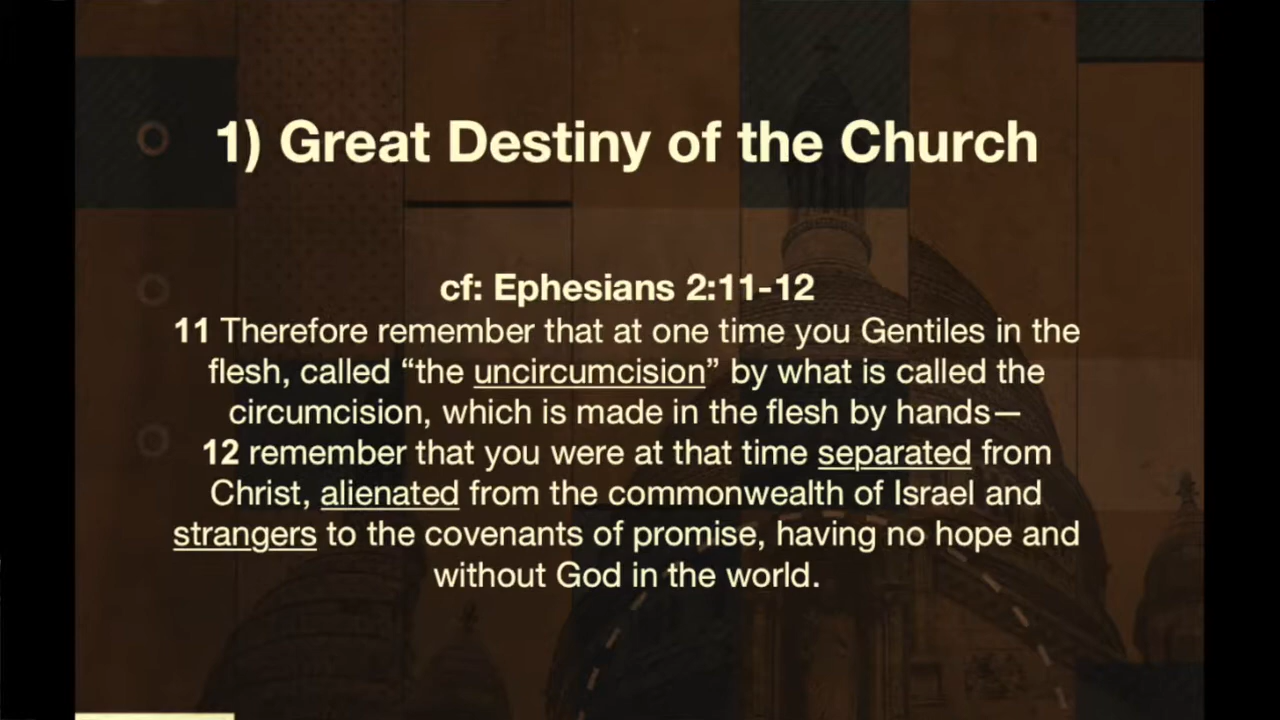 1) Great Destiny of the Church
cf: Ephesians 2:11-12
11 Therefore remember that at one time you Gentiles in the
flesh, called “the uncircumcision” by what is called the
circumcision, which is made in the flesh by hands—
12 remember that you were at that time separated from
Christ, alienated from the commonwealth of Israel and
strangers to the covenants of promise, having no hope and
without God in the world.